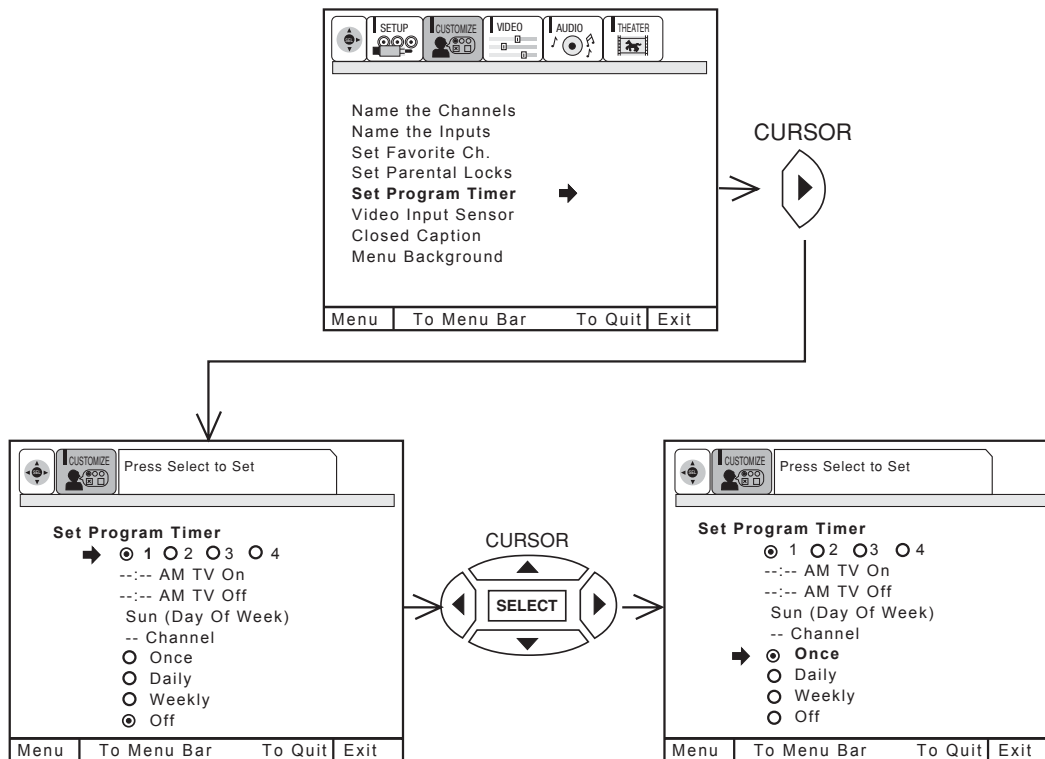 SETUP CUSTOMIZE VIDEO AUDIO THEATER
SEL
Name the Channels
Name the Inputs
Set Favorite Ch.
Set Parental Locks
Set Program Timer
Video Input Sensor
Closed Caption
Menu Background
Menu To Menu Bar To Quit Exit
CURSOR
SEL
CUSTOMIZE
Press Select to Set
Set Program Timer
1 2 3 4
--:-- AM TV On
--:-- AM TV Off
Sun (Day Of Week)
-- Channel
Once
Daily
Weekly
Off
Menu To Menu Bar To Quit Exit
CURSOR
SELECT
SEL
CUSTOMIZE
Press Select to Set
Set Program Timer
1 2 3 4
--:-- AM TV On
--:-- AM TV Off
Sun (Day Of Week)
-- Channel
Once
Daily
Weekly
Off
Menu To Menu Bar To Quit Exit